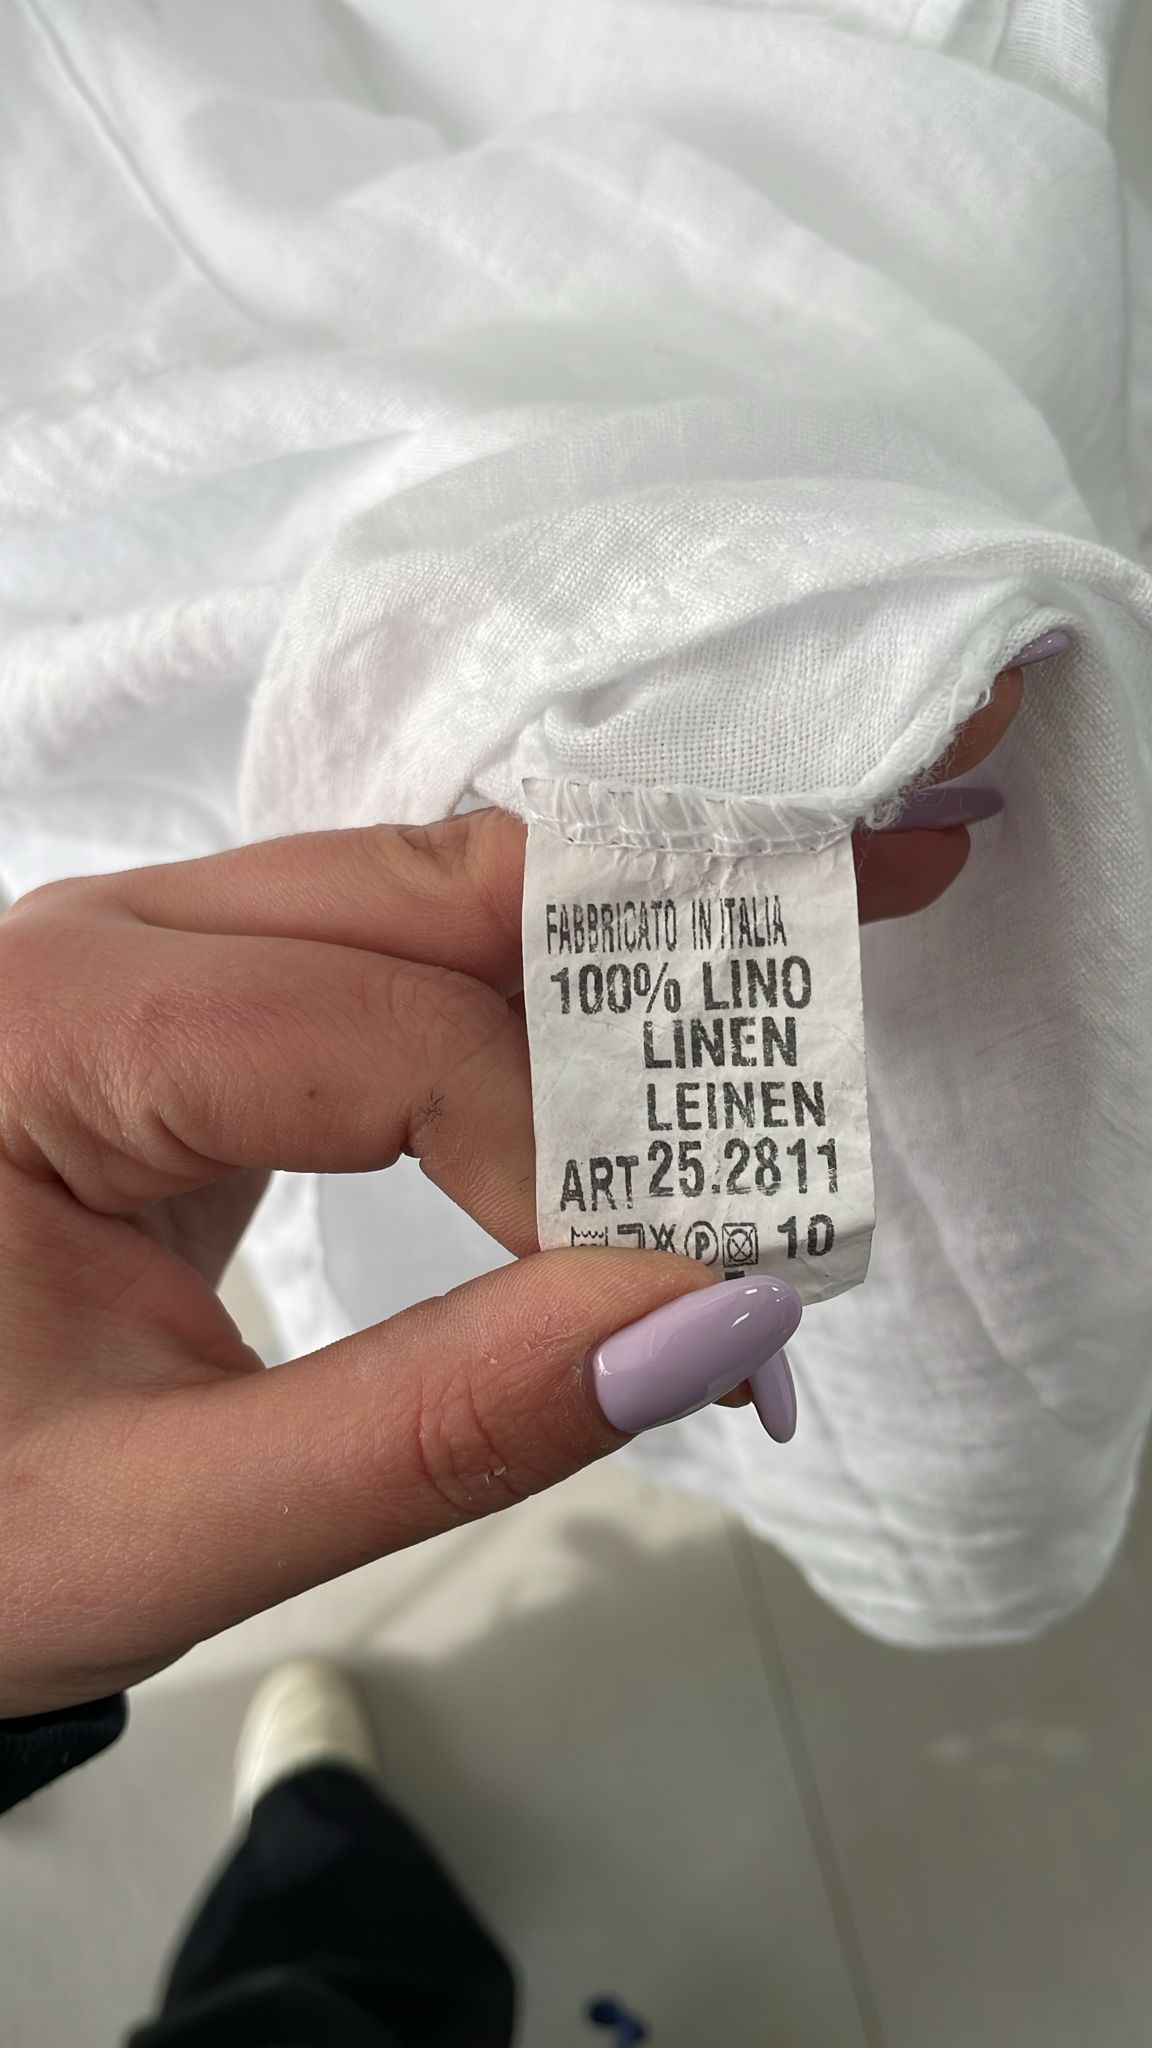 FABBRICATO IN ITALIA
100% LINO
LINEN
LEINEN
ART 25.2811
P 10